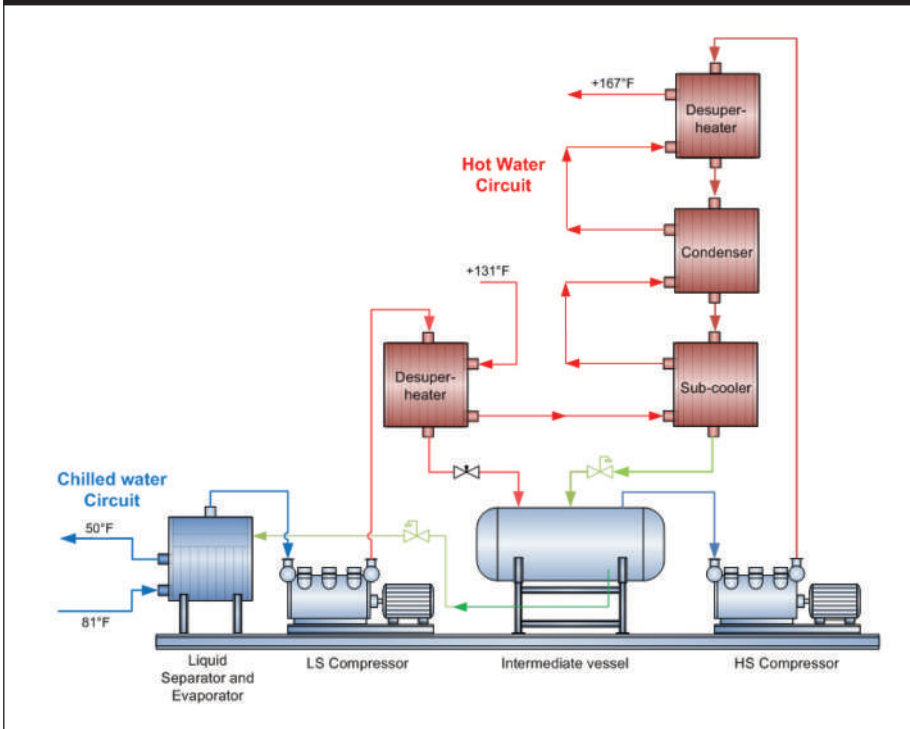 +167°F
Desuper-
heater
Hot Water
Circuit
Condenser
+131°F
Desuper-
heater
Sub-cooler
Chilled water
Circuit
50°F
81°F
Liquid
Separator and
Evaporator
LS Compressor
Intermediate vessel
HS Compressor